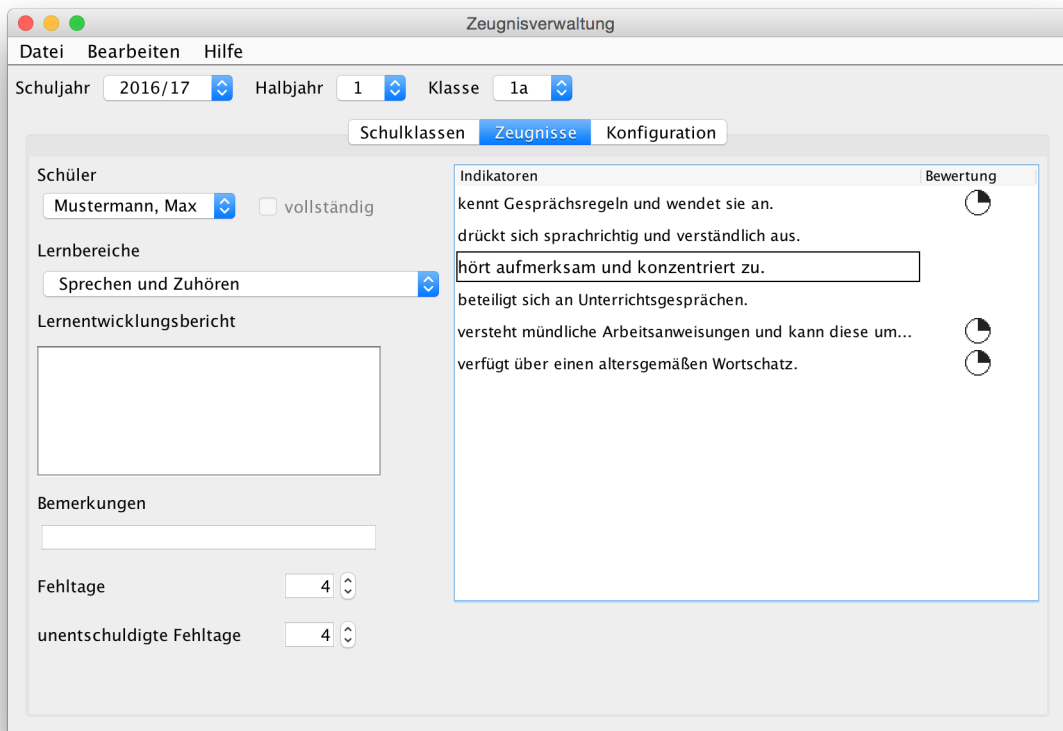 Zeugnisverwaltung
Datei Bearbeiten Hilfe
Schuljahr 2016/17 Halbjahr 1 Klasse 1a
Schulklassen Zeugnisse Konfiguration
Schüler
Mustermann, Max vollständig
Lernbereiche
Sprechen und Zuhören
Lernentwicklungsbericht
Bemerkungen
Fehltage 4
unentschuldigte Fehltage 4
Indikatoren Bewertung
kennt Gesprächsregeln und wendet sie an.
drückt sich sprachrichtig und verständlich aus.
hört aufmerksam und konzentriert zu.
beteiligt sich an Unterrichtsgesprächen.
versteht mündliche Arbeitsanweisungen und kann diese um...
verfügt über einen altersgemäßen Wortschatz.